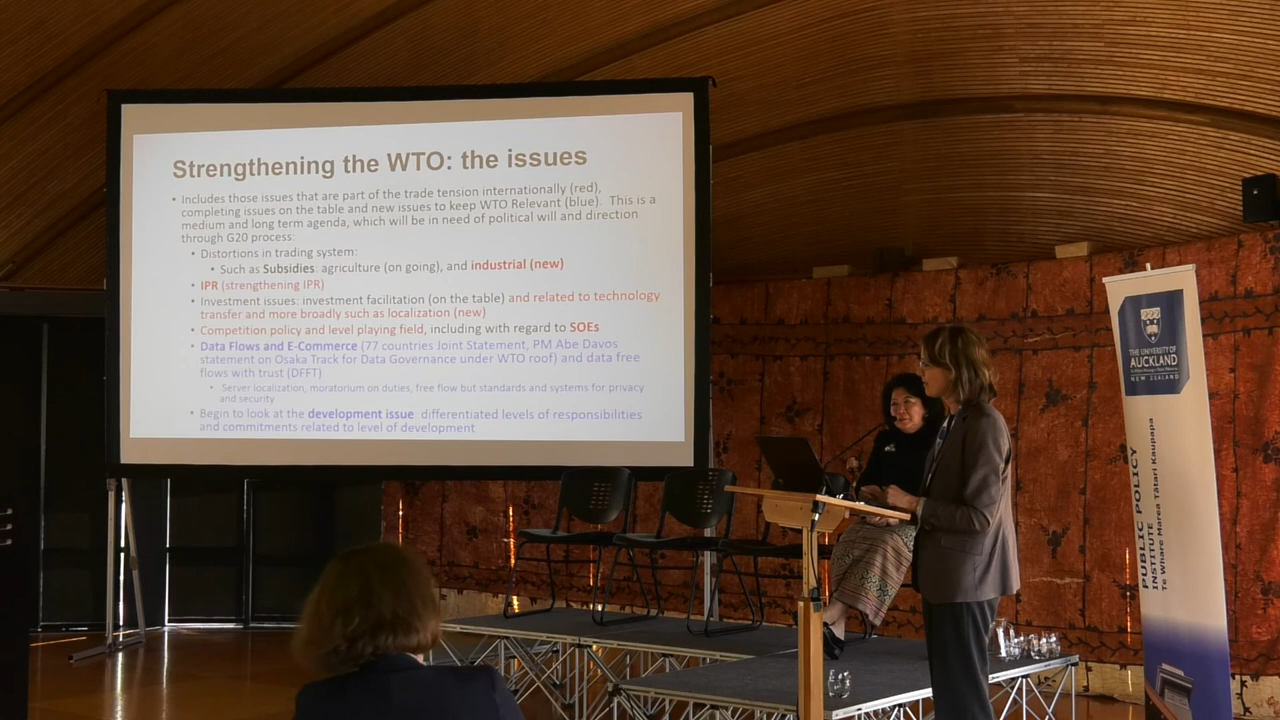 Strengthening the WTO: the issues
• Includes those issues that are part of the trade tension internationally (red),
completing issues on the table and new issues to keep WTO Relevant (blue). This is a
medium and long term agenda, which will be in need of political will and direction
through G20 process:
• Distortions in trading system:
• Such as Subsidies: agriculture (on going), and industrial (new)
• IPR (strengthening IPR)
• Investment issues: investment facilitation (on the table) and related to technology
transfer and more broadly such as localization (new)
• Competition policy and level playing field, including with regard to SOEs
• Data Flows and E-Commerce (77 countries Joint Statement, PM Abe Davos
statement on Osaka Track for Data Governance under WTO roof) and data free
flows with trust (DFFT)
• Server localization, moratorium on duties, free flow but standards and systems for privacy
and security
• Begin to look at the development issue: differentiated levels of responsibilities
and commitments related to level of development
THE UNIVERSITY OF
AUCKLAND
NEW ZEALAND
PUBLIC POLICY
INSTITUTE
Te Whare Marea Tātari Kaupapa